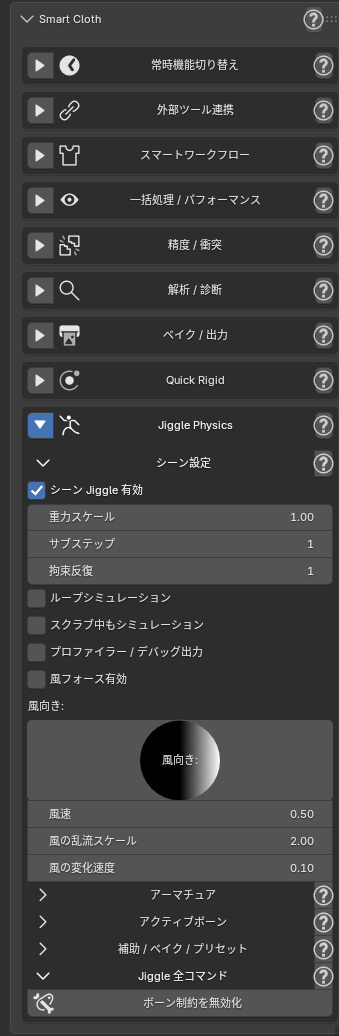 Smart Cloth
常時機能切り替え
外部ツール連携
スマートワークフロー
一括処理 / パフォーマンス
精度 / 衝突
解析 / 診断
ベイク / 出力
Quick Rigid
Jiggle Physics
シーン設定
シーン Jiggle 有効
重力スケール 1.00
サブステップ 1
拘束反復 1
ループシミュレーション
スクラブ中もシミュレーション
プロファイラー / デバッグ出力
風フォース有効
風向き:
風向き:
風速 0.50
風の乱流スケール 2.00
風の変化速度 0.10
アーマチュア
アクティブボーン
補助 / ベイク / プリセット
Jiggle 全コマンド
ボーン制約を無効化